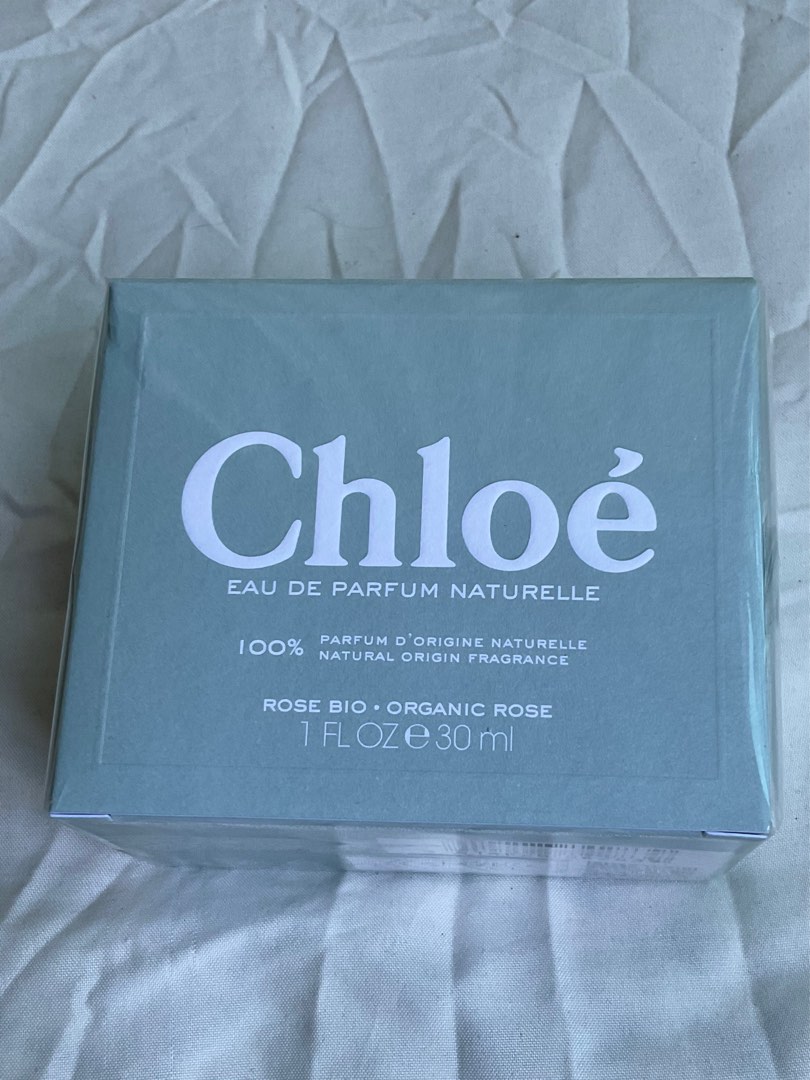 Chloé
EAU DE PARFUM NATURELLE
100% PARFUM D'ORIGINE NATURELLE
NATURAL ORIGIN FRAGRANCE
ROSE BIO • ORGANIC ROSE
1 FL OZ e 30 ml